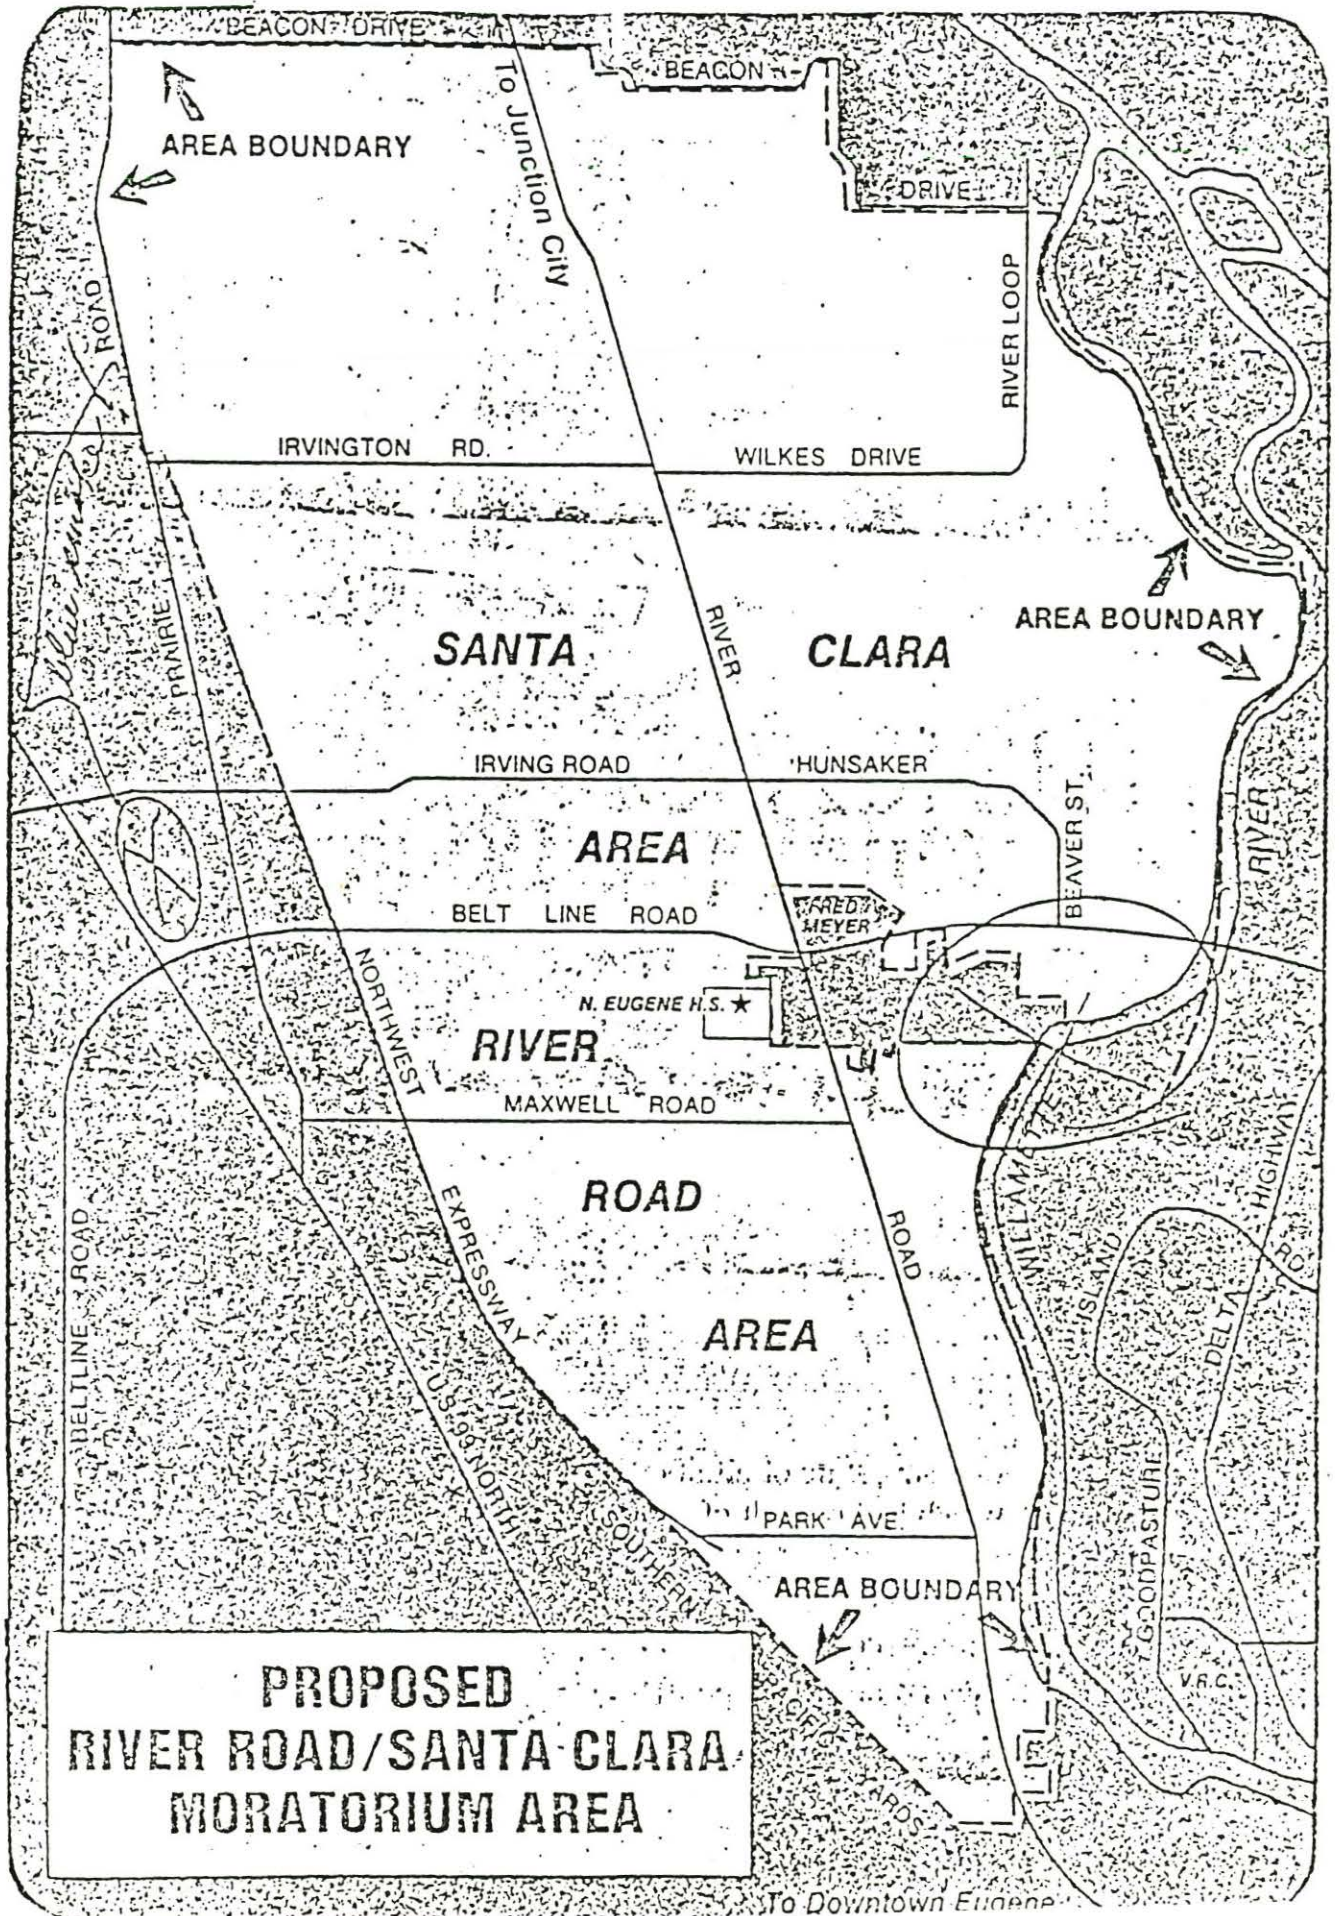 BEACON DRIVE
BEACON
To Junction City
AREA BOUNDARY
DRIVE
ROAD
RIVER LOOP
IRVINGTON RD.
WILKES DRIVE
PRAIRIE
SANTA CLARA
RIVER
AREA BOUNDARY
IRVING ROAD
HUNSAKER
BEAVER ST.
RIVER
AREA
FRED
MEYER
BELT LINE ROAD
NORTHWEST
N. EUGENE H.S.
RIVER
MAXWELL ROAD
WILLAMETTE
HIGHWAY
ROAD
EXPRESSWAY
ROAD
ISLAND
RD.
BELTLINE ROAD
DELTA
AREA
U.S. 99 NORTH
GOODPASTURE
SOUTHERN
PARK AVE.
AREA BOUNDARY
V.R.C.
PROPOSED
RIVER ROAD/SANTA CLARA
MORATORIUM AREA
To Downtown Eugene